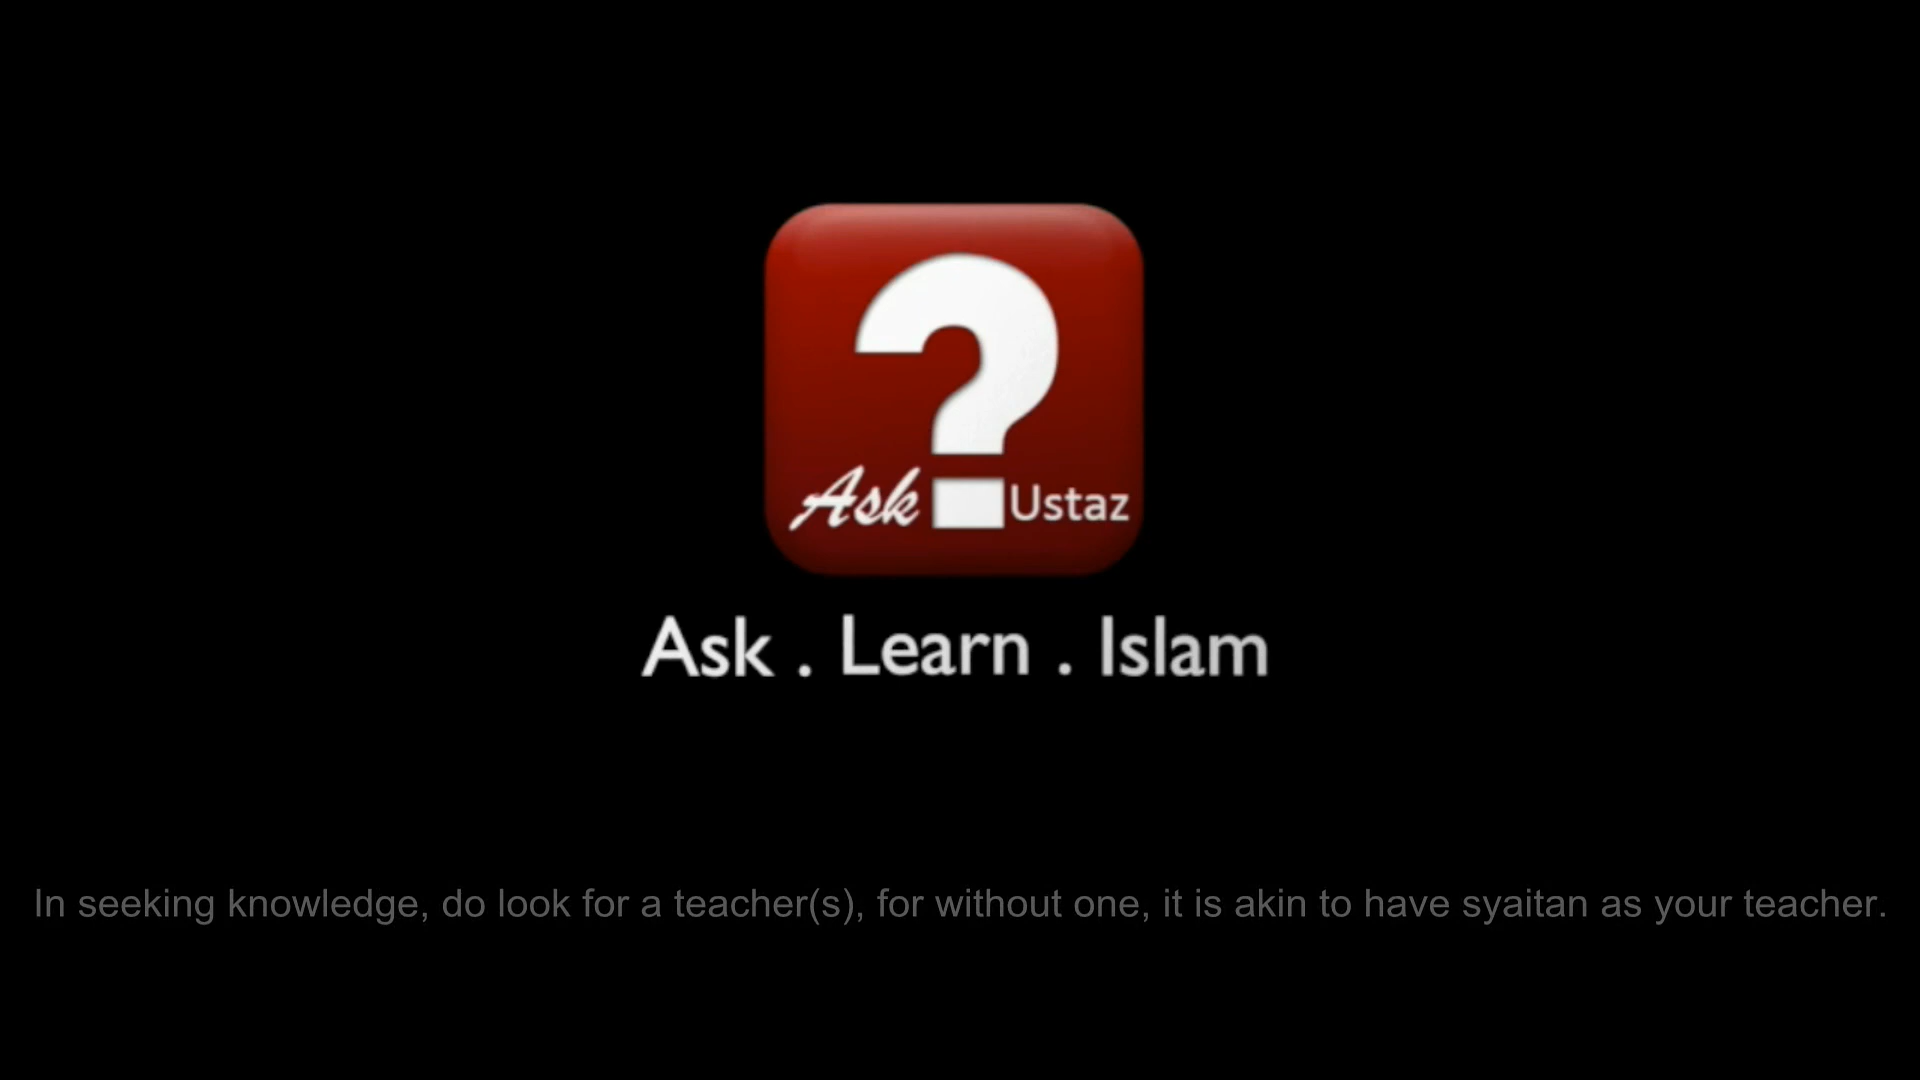 ?
Ask Ustaz
Ask . Learn . Islam
In seeking knowledge, do look for a teacher(s), for without one, it is akin to have syaitan as your teacher.